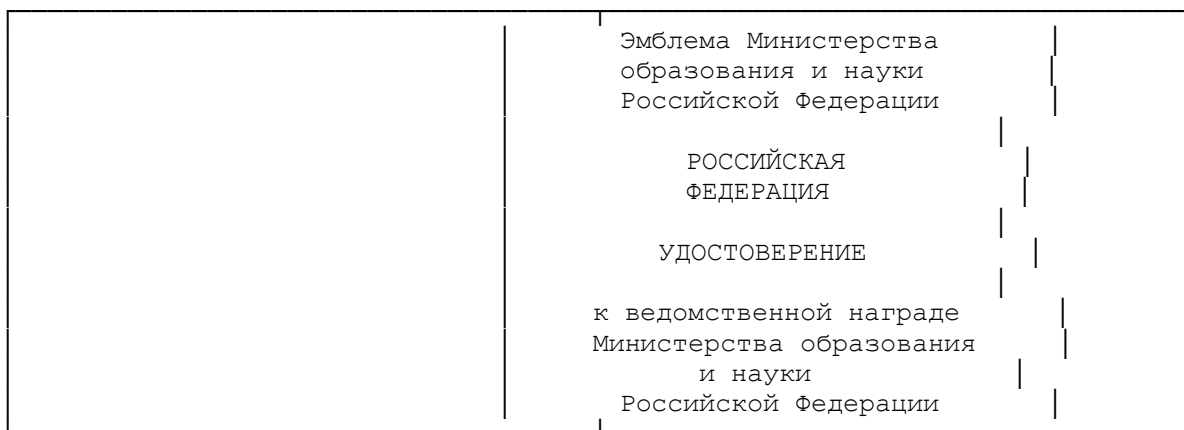 Эмблема Министерства
образования и науки
Российской Федерации
РОССИЙСКАЯ
ФЕДЕРАЦИЯ
УДОСТОВЕРЕНИЕ
к ведомственной награде
Министерства образования
и науки
Российской Федерации